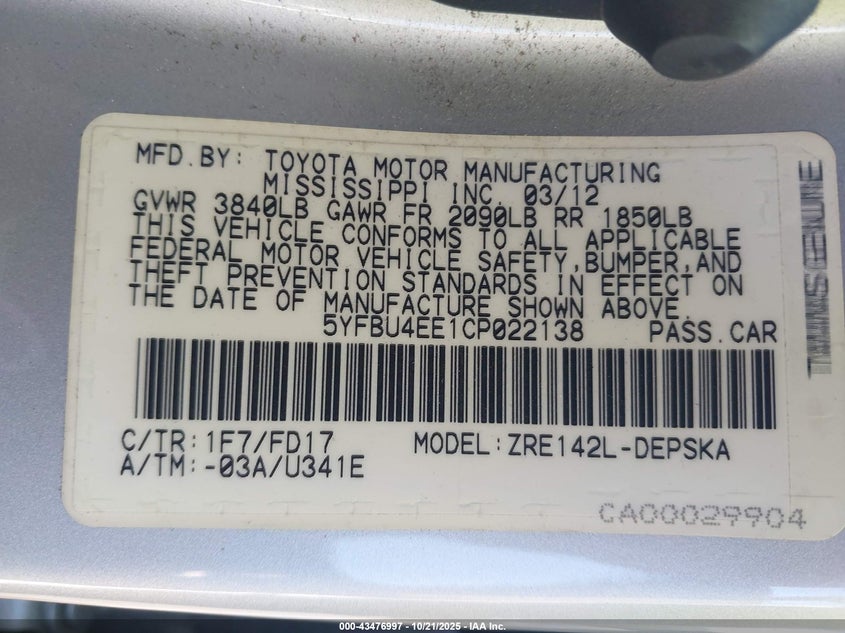 MFD.BY: TOYOTA MOTOR MANUFACTURING
MISSISSIPPI INC. 03/12
GVWR 3840LB GAWR FR 2090LB RR 1850LB
THIS VEHICLE CONFORMS TO ALL APPLICABLE
FEDERAL MOTOR VEHICLE SAFETY,BUMPER,AND
THEFT PREVENTION STANDARDS IN EFFECT ON
THE DATE OF MANUFACTURE SHOWN ABOVE.
5YFBU4EE1CP022138 PASS.CAR
C/TR:1F7/FD17 MODEL:ZRE142L-DEPSKA
A/TM:-03A/U341E
CA00029904
000-43476997 - 10/21/2025 - IAA Inc.